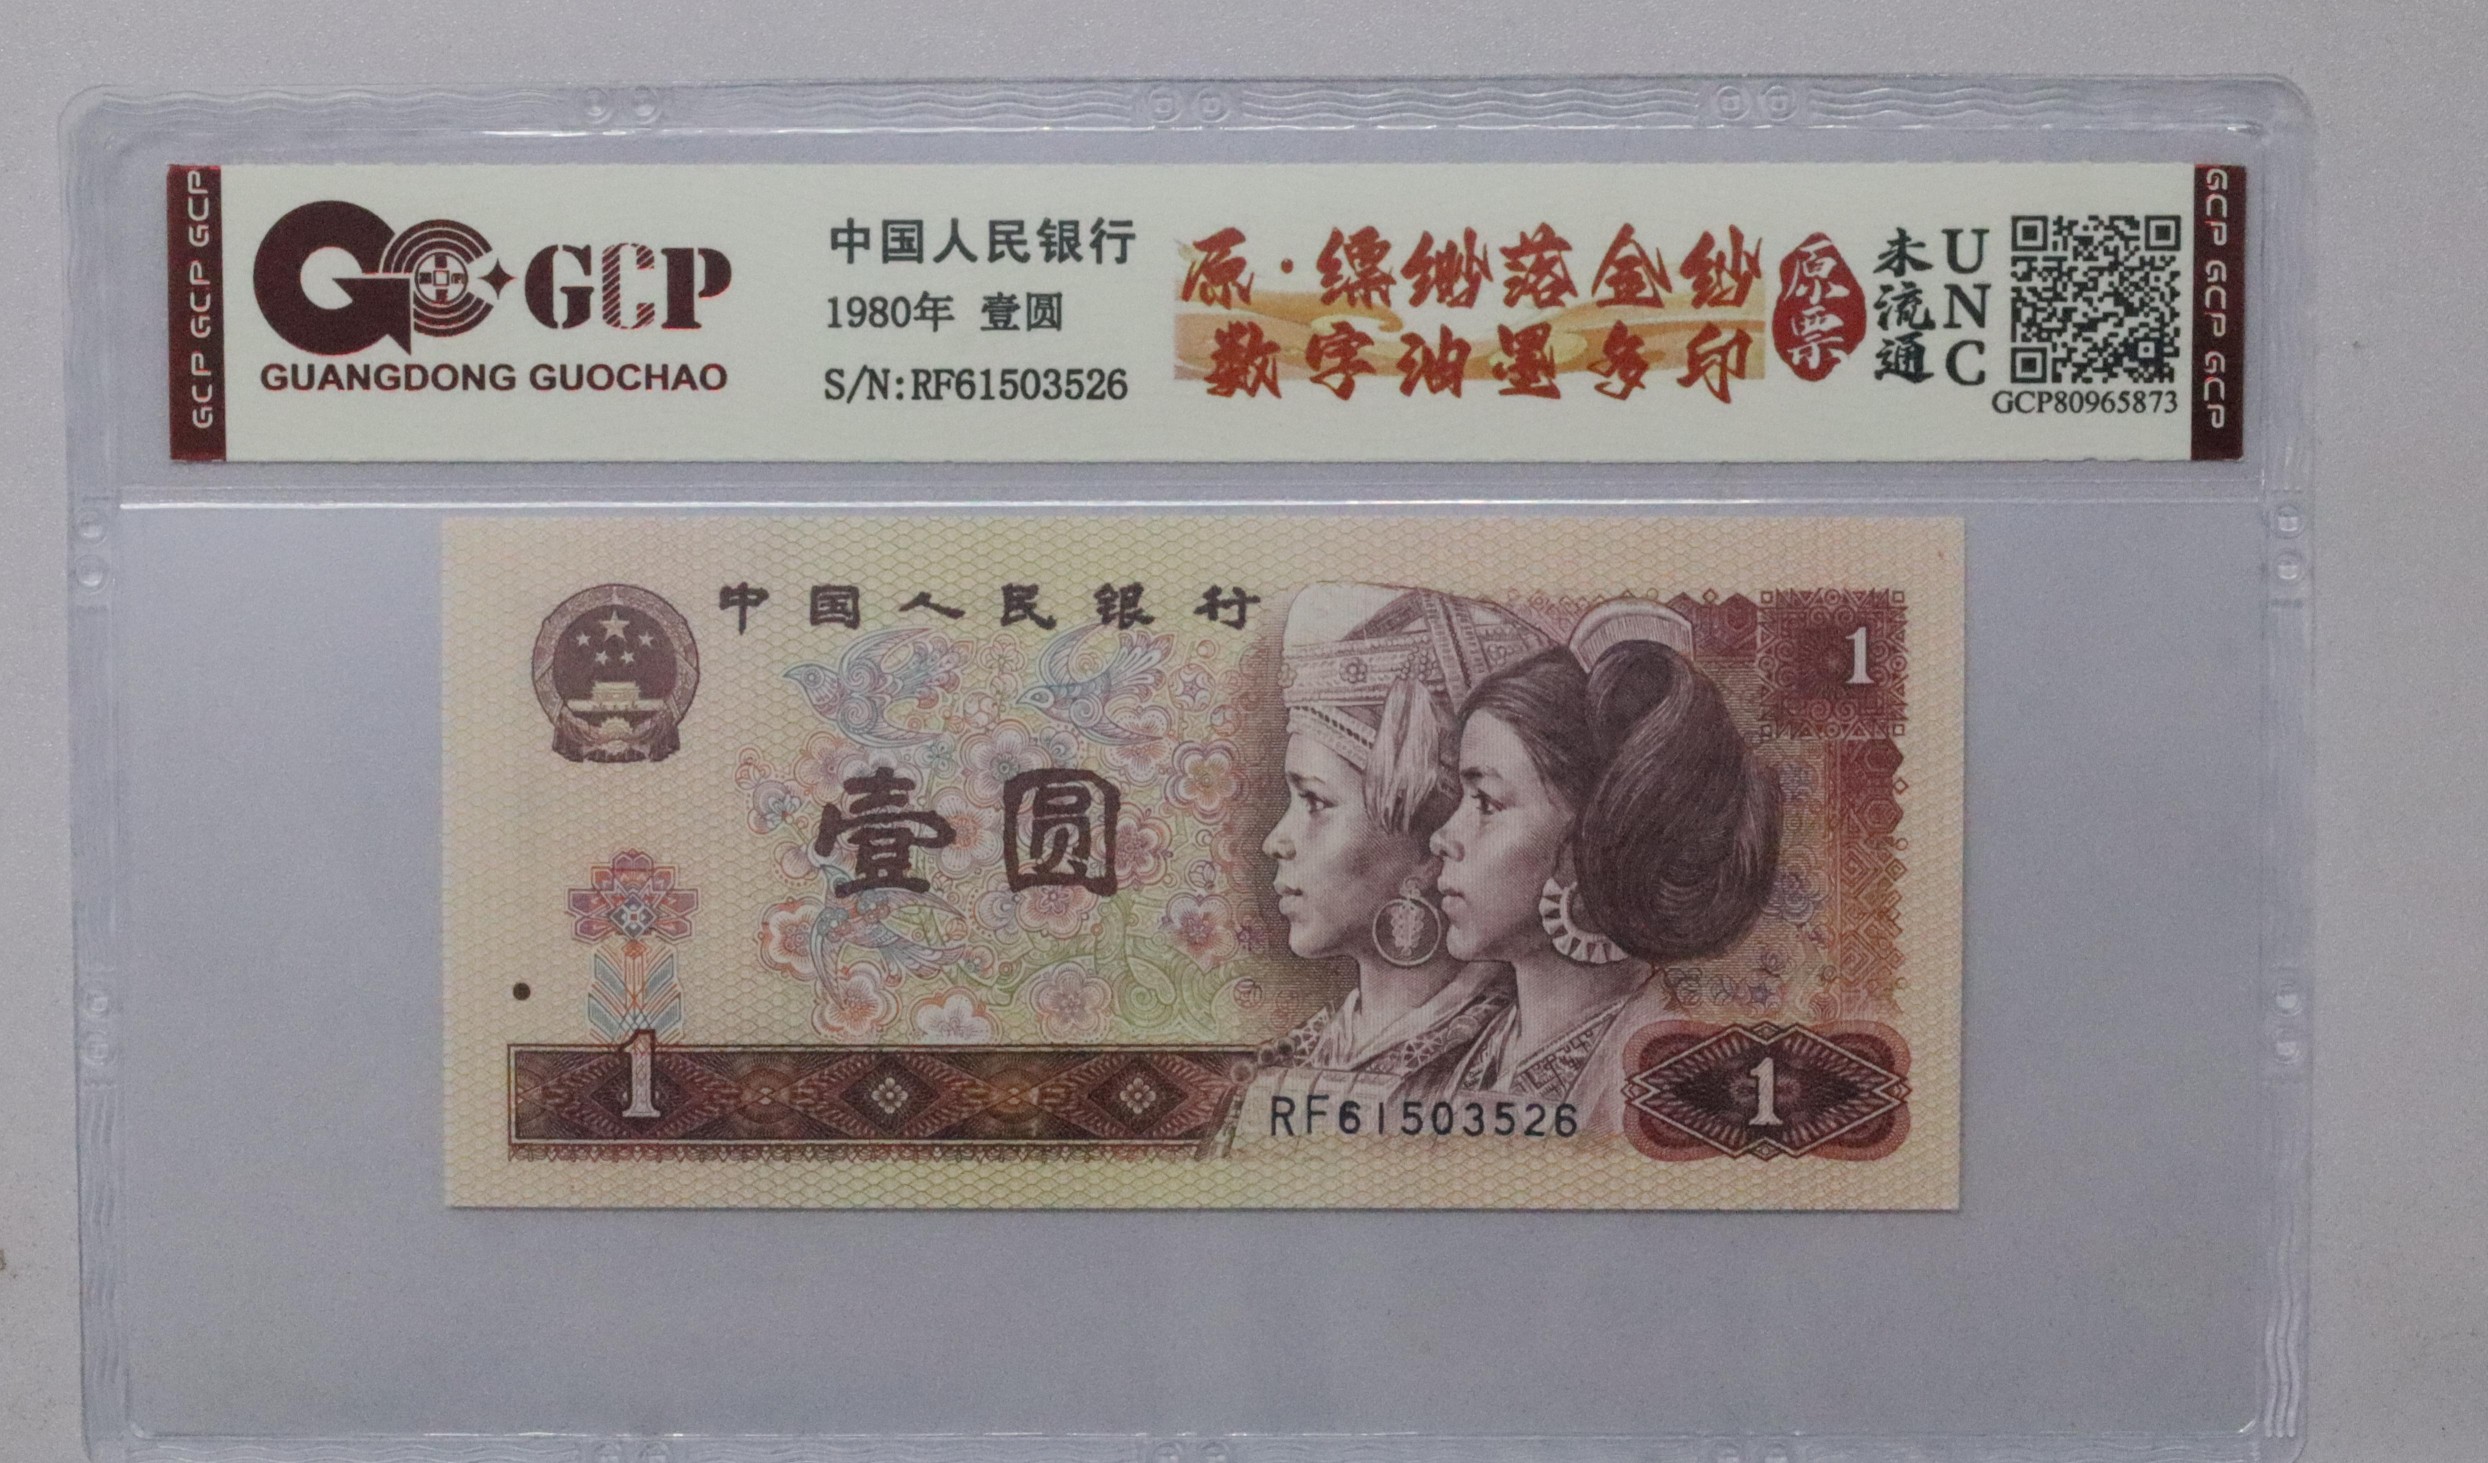 GCP GCP GCP
GCP
GUANGDONG GUOCHAO
中国人民银行
1980年 壹圆
S/N:RF61503526
原·缥缈落金纱
数字油墨多印
原票
未流通
UNC
GCP80965873
GCP GCP GCP
中国人民银行
1
壹圆
1
RF61503526
1